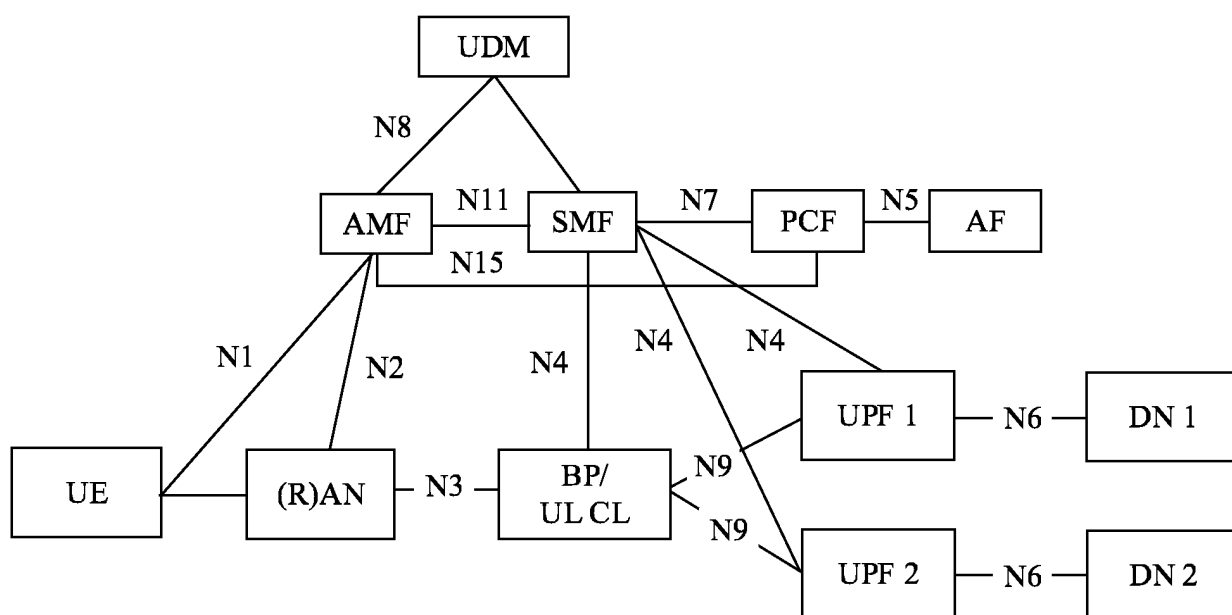 UDM
N8
AMF
N11
SMF
N7
PCF
N5
AF
N15
N1
N2
N4
N4
N4
UPF 1
N6
DN 1
UE
(R)AN
N3
BP/
UL CL
N9
N9
UPF 2
N6
DN 2